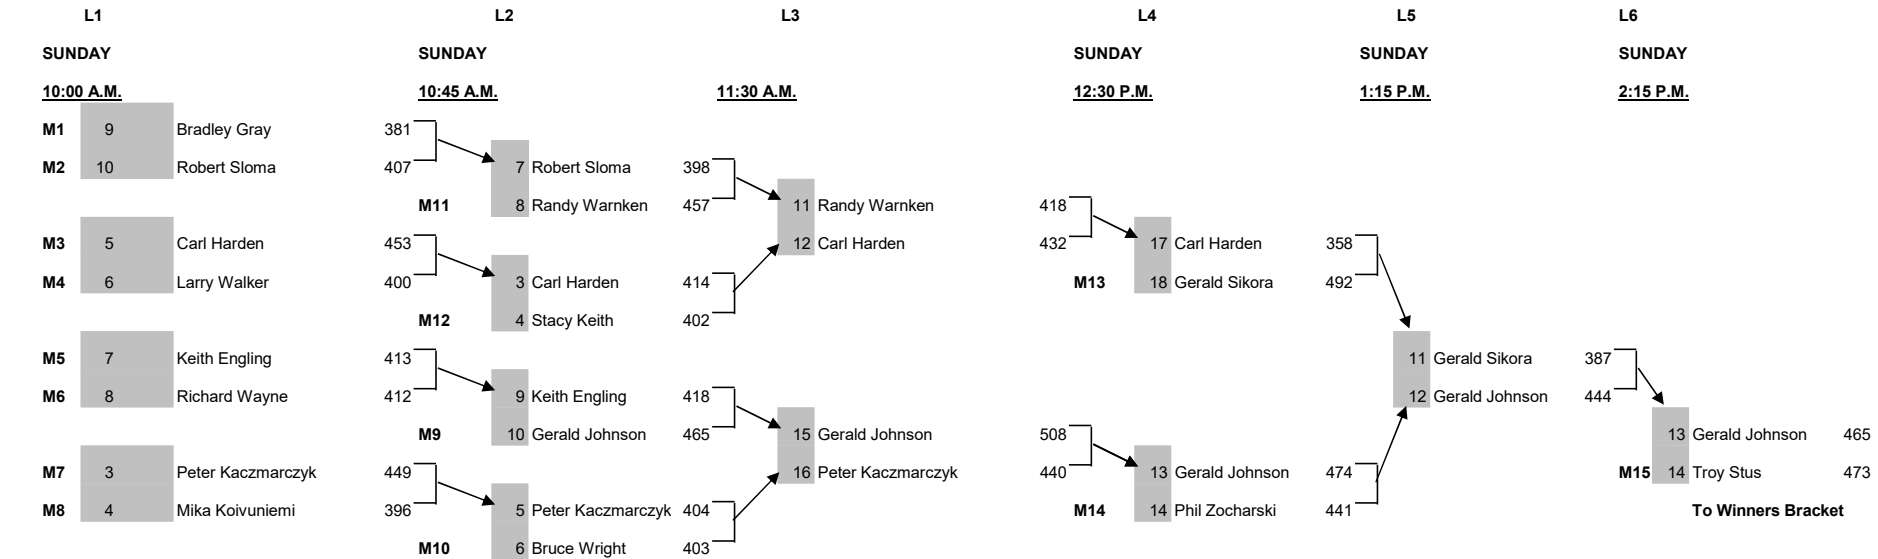 L1 L2 L3 L4 L5 L6
SUNDAY SUNDAY SUNDAY SUNDAY SUNDAY
10:00 A.M. 10:45 A.M. 11:30 A.M. 12:30 P.M. 1:15 P.M. 2:15 P.M.
M1 9 Bradley Gray 381
M2 10 Robert Sloma 407 7 Robert Sloma 398
M11 8 Randy Warnken 457 11 Randy Warnken 418
M3 5 Carl Harden 453 12 Carl Harden 432 17 Carl Harden 358
M4 6 Larry Walker 400 3 Carl Harden 414 M13 18 Gerald Sikora 492
M12 4 Stacy Keith 402
M5 7 Keith Engling 413 11 Gerald Sikora 387
M6 8 Richard Wayne 412 9 Keith Engling 418 12 Gerald Johnson 444
M9 10 Gerald Johnson 465 15 Gerald Johnson 508 13 Gerald Johnson 465
M7 3 Peter Kaczmarczyk 449 16 Peter Kaczmarczyk 440 13 Gerald Johnson 474 M15 14 Troy Stus 473
M8 4 Mika Koivuniemi 396 5 Peter Kaczmarczyk 404 M14 14 Phil Zocharski 441 To Winners Bracket
M10 6 Bruce Wright 403